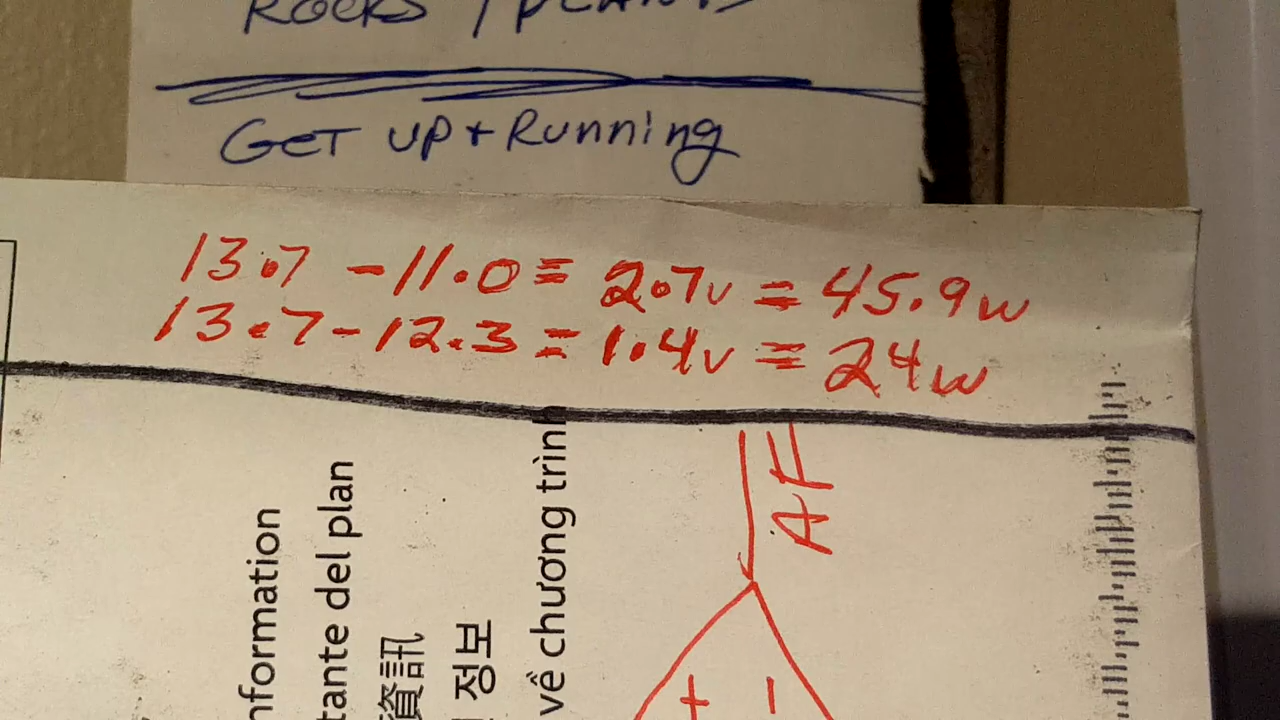 GET UP + Running
13.7 - 11.0 = 2.7v = 45.9w
13.7 - 12.3 = 1.4v = 24w
AF
+ -
nformation
tante del plan
資訊
정보
về chương trình